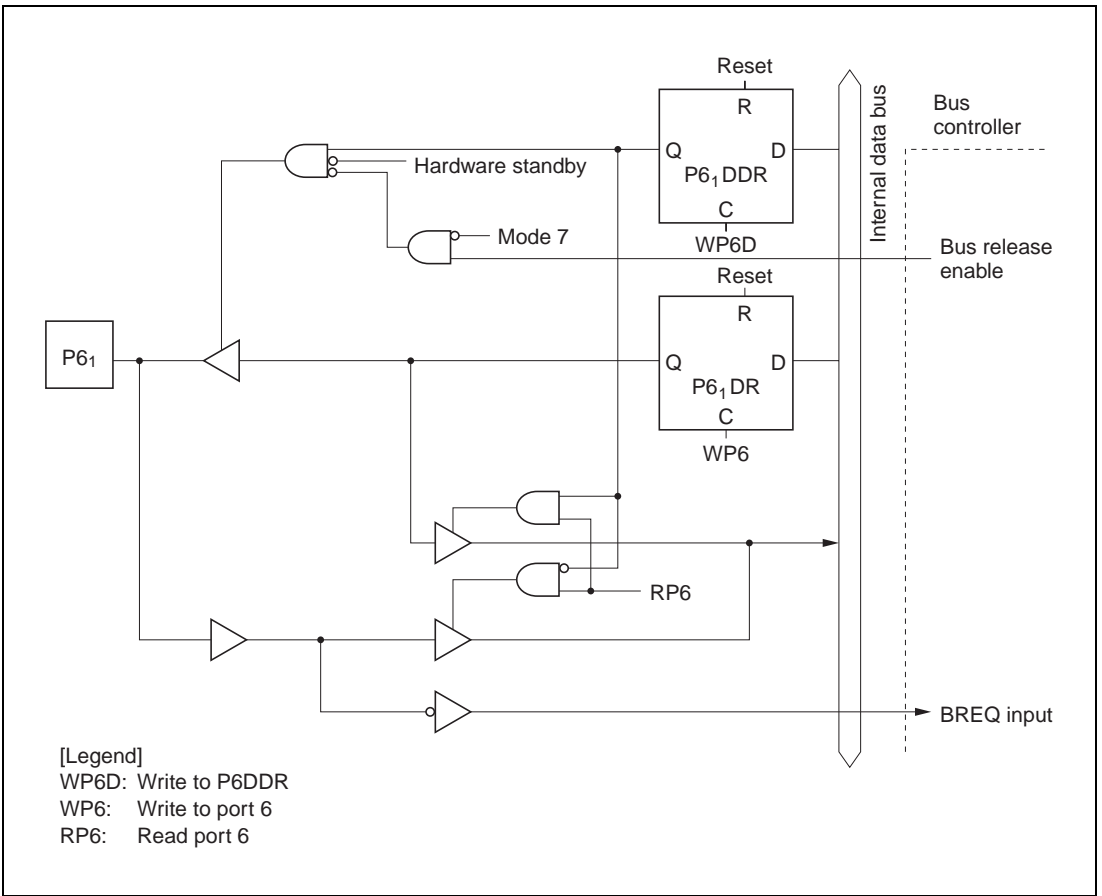 Reset
R
Q
D
P6₁DDR
C
WP6D
Hardware standby
Mode 7
Internal data bus
Bus
controller
Bus release
enable
Reset
R
P6₁
Q
D
P6₁DR
C
WP6
RP6
BREQ input
[Legend]
WP6D: Write to P6DDR
WP6: Write to port 6
RP6: Read port 6